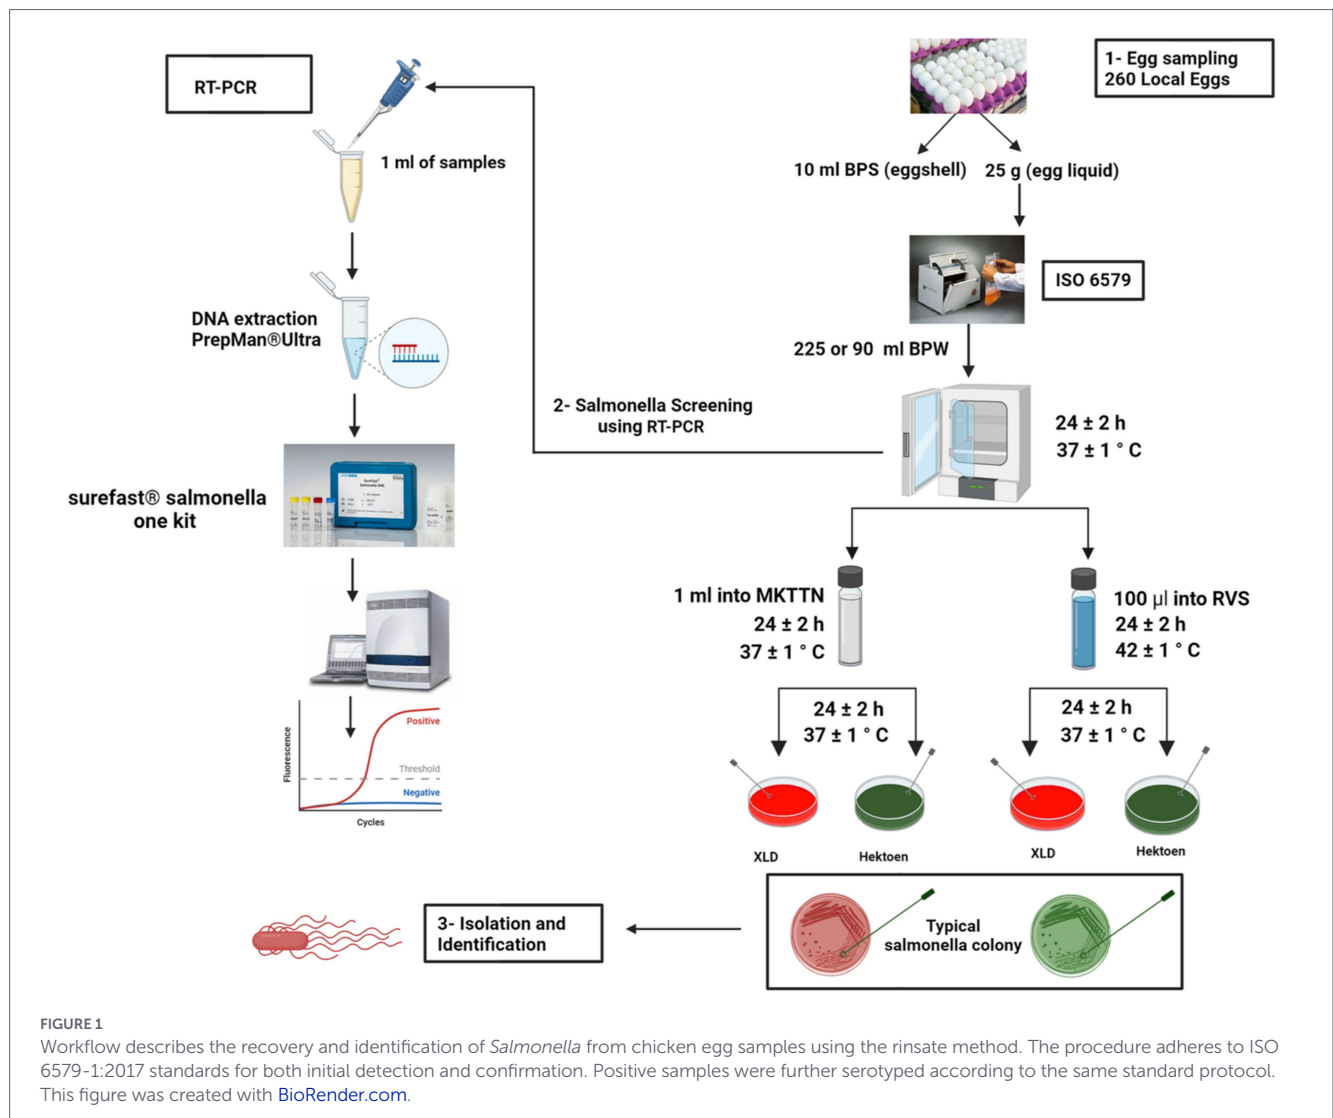 RT-PCR
1 ml of samples
DNA extraction
PrepMan®Ultra
surefast® salmonella
one kit
SureFast®
Salmonella ONE
Fluorescence
Positive
Threshold
Negative
Cycles
1- Egg sampling
260 Local Eggs
10 ml BPS (eggshell)
25 g (egg liquid)
ISO 6579
225 or 90 ml BPW
24 ± 2 h
37 ± 1 ° C
2- Salmonella Screening
using RT-PCR
1 ml into MKTTN
24 ± 2 h
37 ± 1 ° C
100 µl into RVS
24 ± 2 h
42 ± 1 ° C
24 ± 2 h
37 ± 1 ° C
24 ± 2 h
37 ± 1 ° C
XLD
Hektoen
XLD
Hektoen
Typical
salmonella colony
3- Isolation and
Identification
FIGURE 1
Workflow describes the recovery and identification of Salmonella from chicken egg samples using the rinsate method. The procedure adheres to ISO
6579-1:2017 standards for both initial detection and confirmation. Positive samples were further serotyped according to the same standard protocol.
This figure was created with BioRender.com.